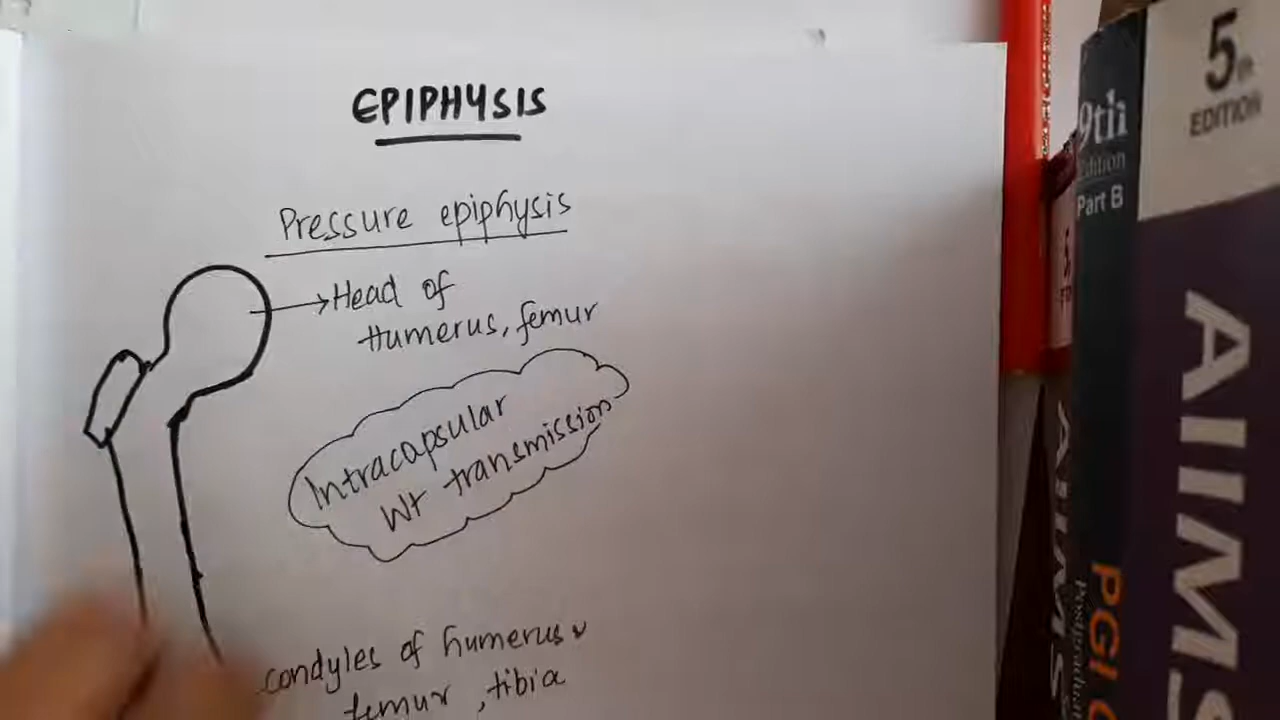 EPIPHYSIS
Pressure epiphysis
Head of
Humerus, femur
Intracapsular
Wt transmission
condyles of humerus
femur, tibia
9th
Edition
Part B
5th
EDITION
AIIMS
AIIMS
PGI